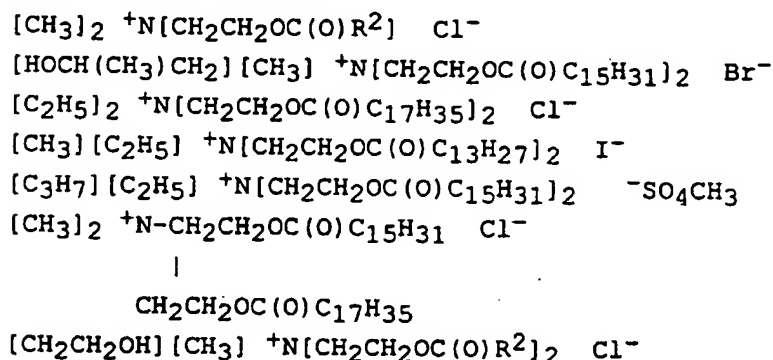 [CH₃]₂ ⁺N[CH₂CH₂OC(O)R²] Cl⁻
[HOCH(CH₃)CH₂][CH₃] ⁺N[CH₂CH₂OC(O)C₁₅H₃₁]₂ Br⁻
[C₂H₅]₂ ⁺N[CH₂CH₂OC(O)C₁₇H₃₅]₂ Cl⁻
[CH₃][C₂H₅] ⁺N[CH₂CH₂OC(O)C₁₃H₂₇]₂ I⁻
[C₃H₇][C₂H₅] ⁺N[CH₂CH₂OC(O)C₁₅H₃₁]₂ ⁻SO₄CH₃
[CH₃]₂ ⁺N-CH₂CH₂OC(O)C₁₅H₃₁ Cl⁻
|
CH₂CH₂OC(O)C₁₇H₃₅
[CH₂CH₂OH][CH₃] ⁺N[CH₂CH₂OC(O)R²]₂ Cl⁻